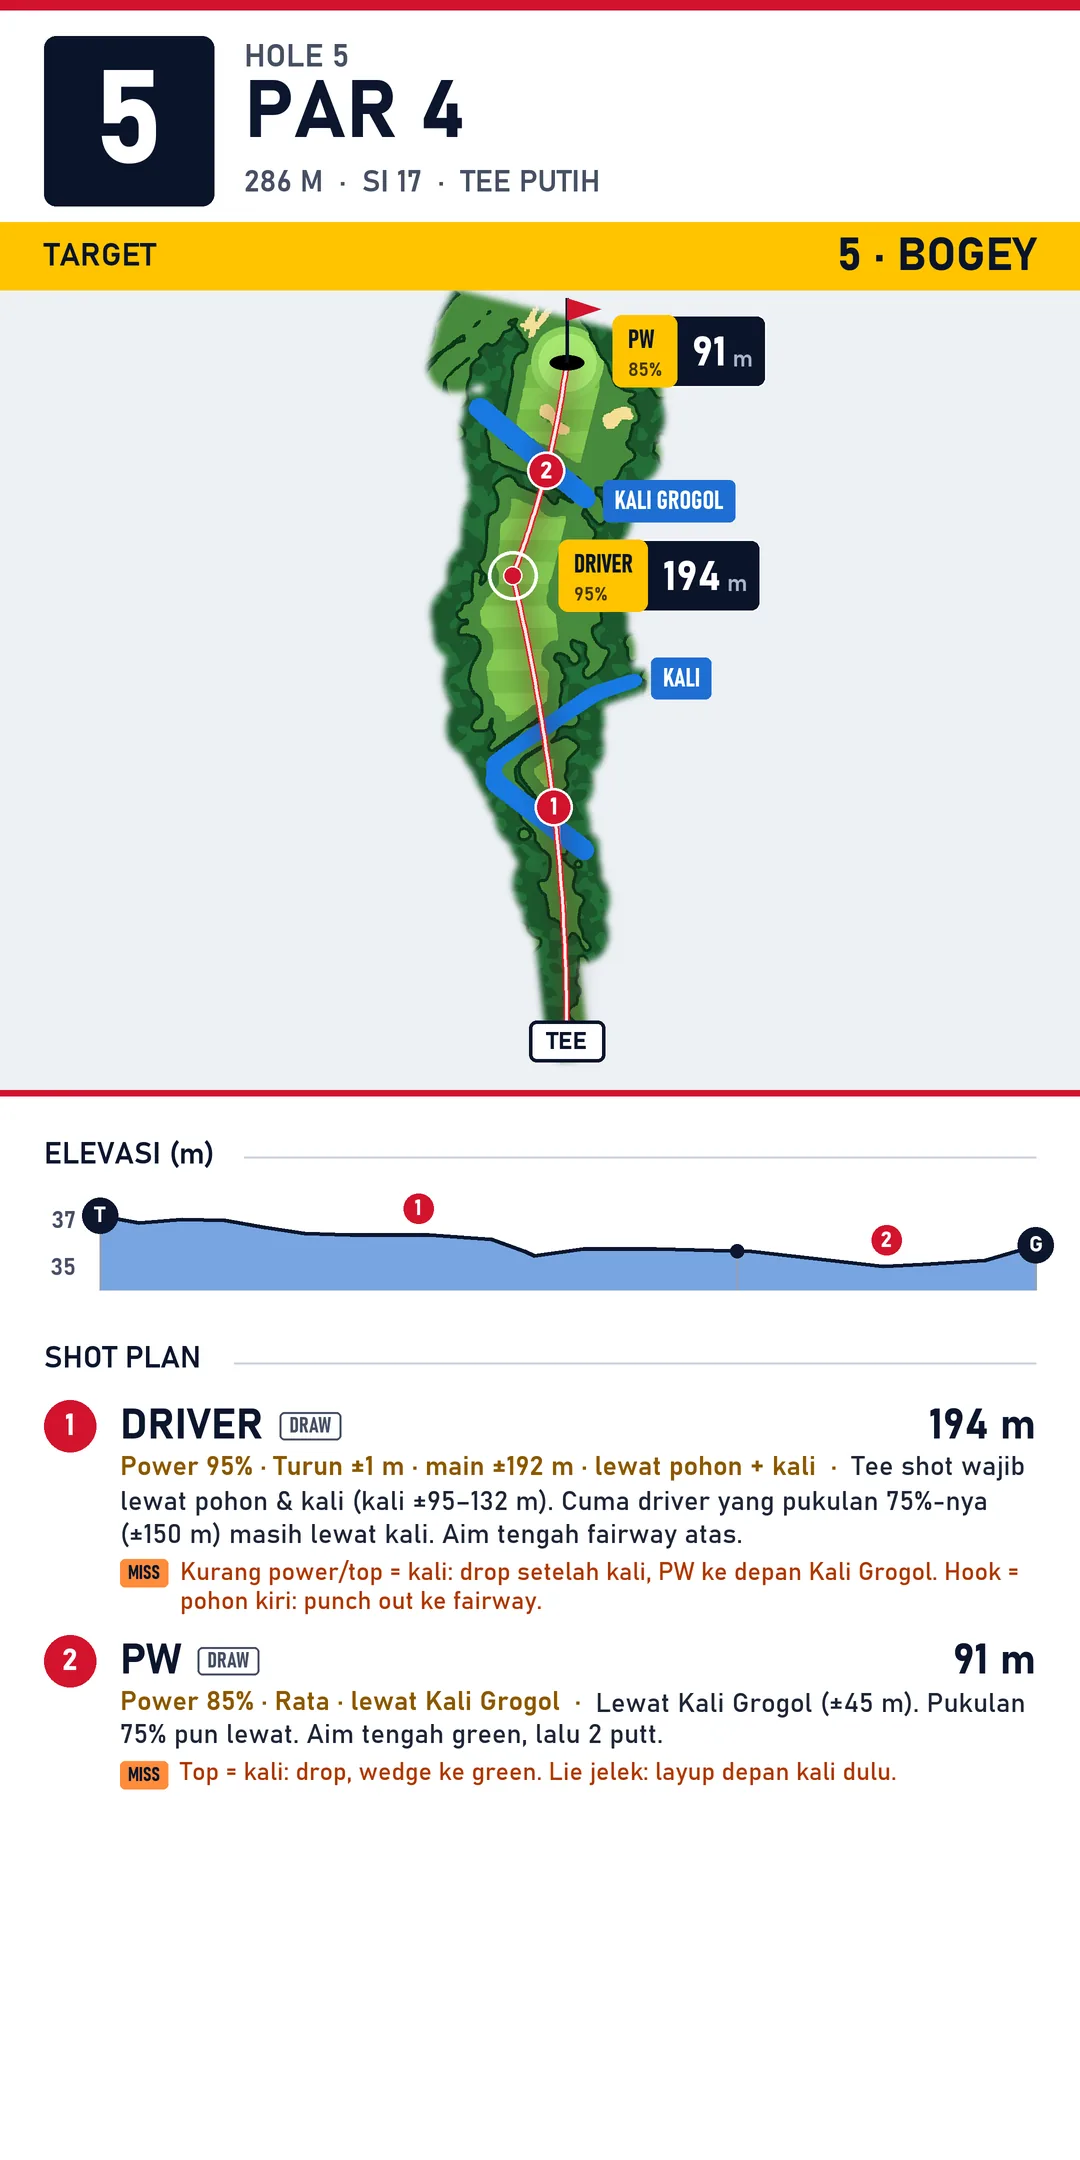 5
HOLE 5
PAR 4
286 M · SI 17 · TEE PUTIH
TARGET
5 · BOGEY
PW
85%
91 m
2
KALI GROGOL
DRIVER
95%
194 m
KALI
1
TEE
ELEVASI (m)
37
35
T
1
2
G
SHOT PLAN
1
DRIVER
DRAW
194 m
Power 95% · Turun ±1 m · main ±192 m · lewat pohon + kali · Tee shot wajib
lewat pohon & kali (kali ±95–132 m). Cuma driver yang pukulan 75%-nya
(±150 m) masih lewat kali. Aim tengah fairway atas.
MISS
Kurang power/top = kali: drop setelah kali, PW ke depan Kali Grogol. Hook =
pohon kiri: punch out ke fairway.
2
PW
DRAW
91 m
Power 85% · Rata · lewat Kali Grogol · Lewat Kali Grogol (±45 m). Pukulan
75% pun lewat. Aim tengah green, lalu 2 putt.
MISS
Top = kali: drop, wedge ke green. Lie jelek: layup depan kali dulu.